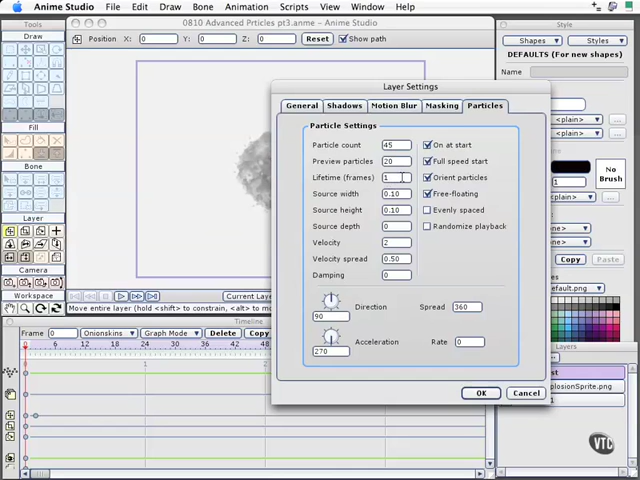 Anime Studio File Edit Draw Bone Animation Scripts View Window Help
0810 Advanced Prticles pt3.anme - Anime Studio
Position X: 0 Y: 0 Z: 0 Reset Show path
Tools
Draw
Fill
Bone
Layer
Camera
Workspace
Style
Shapes Styles
DEFAULTS (For new shapes)
Name
<plain>
<plain>
No Brush
Copy
Layer Settings
General Shadows Motion Blur Masking Particles
Particle Settings
Particle count 45 On at start
Preview particles 20 Full speed start
Lifetime (frames) 1 Orient particles
Source width 0.10 Free-floating
Source height 0.10 Evenly spaced
Source depth 0 Randomize playback
Velocity 2
Velocity spread 0.50
Damping 0
Direction 90 Spread 360
Acceleration 270 Rate 0
OK Cancel
Current Layer
Move entire layer (hold <shift> to constrain, <alt> to dup
Timeline
Frame 0 Onionskins Graph Mode Delete Copy
0 6 12 18 24 30 36 42 48 54
1
Layers
xplosionSprite.png
VTC